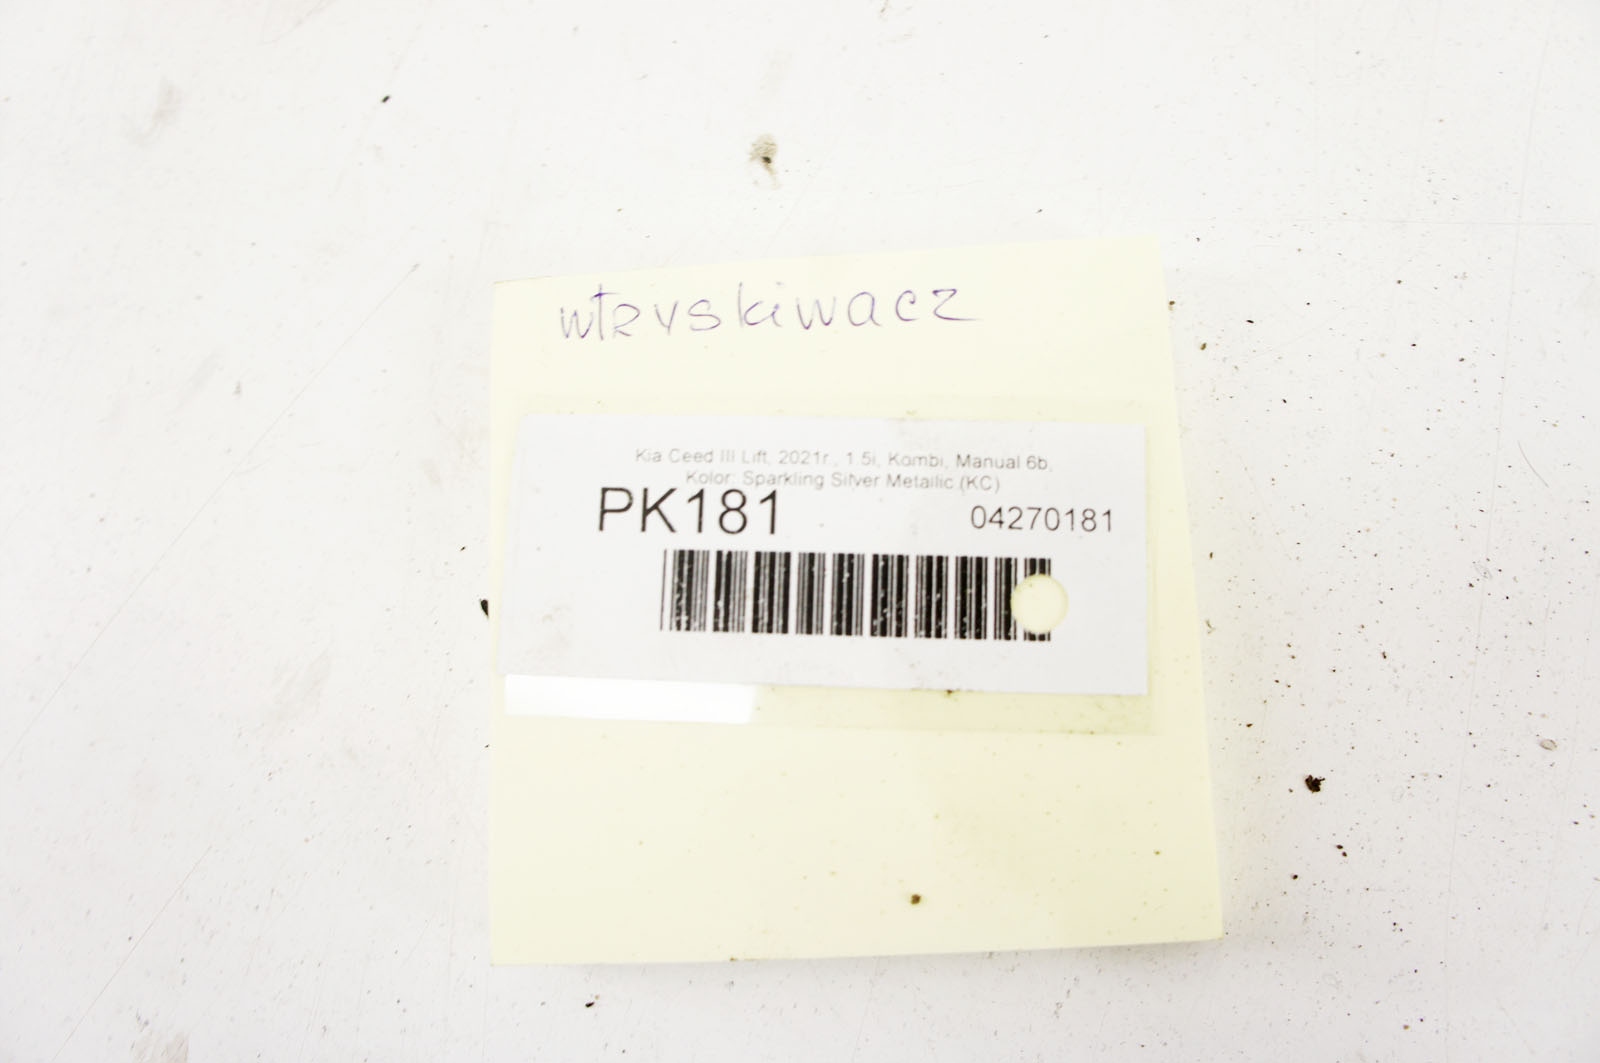 wtryskiwacz
Kia Ceed III Lift, 2021r., 1.5i, Kombi, Manual 6b,
Kolor: Sparkling Silver Metallic (KC)
PK181 04270181